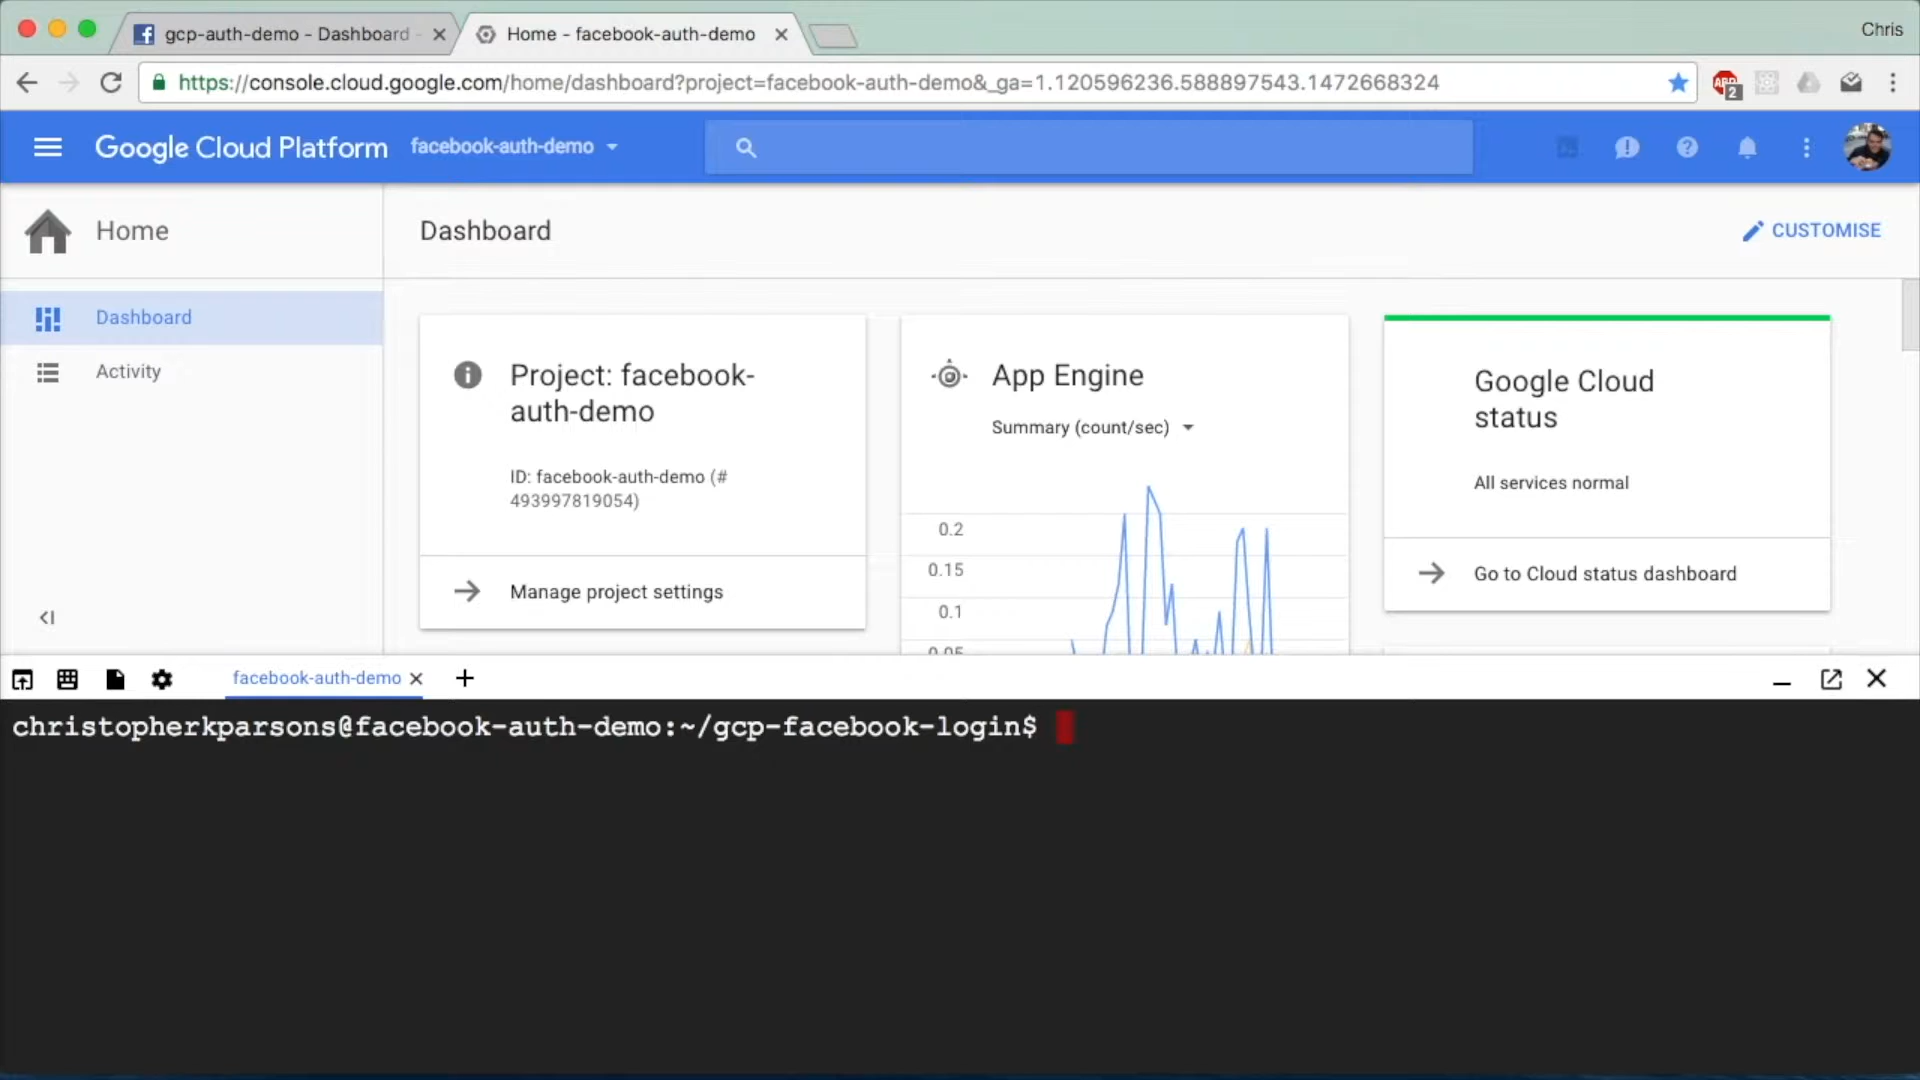 gcp-auth-demo - Dashboard -
Home - facebook-auth-demo
Chris
https://console.cloud.google.com/home/dashboard?project=facebook-auth-demo&_ga=1.120596236.588897543.1472668324
ABP
2
Google Cloud Platform
facebook-auth-demo
Home
Dashboard
CUSTOMISE
Dashboard
Activity
Project: facebook-
auth-demo
ID: facebook-auth-demo (#
493997819054)
Manage project settings
App Engine
Summary (count/sec)
0.2
0.15
0.1
0.05
Google Cloud
status
All services normal
Go to Cloud status dashboard
facebook-auth-demo
christopherkparsons@facebook-auth-demo:~/gcp-facebook-login$